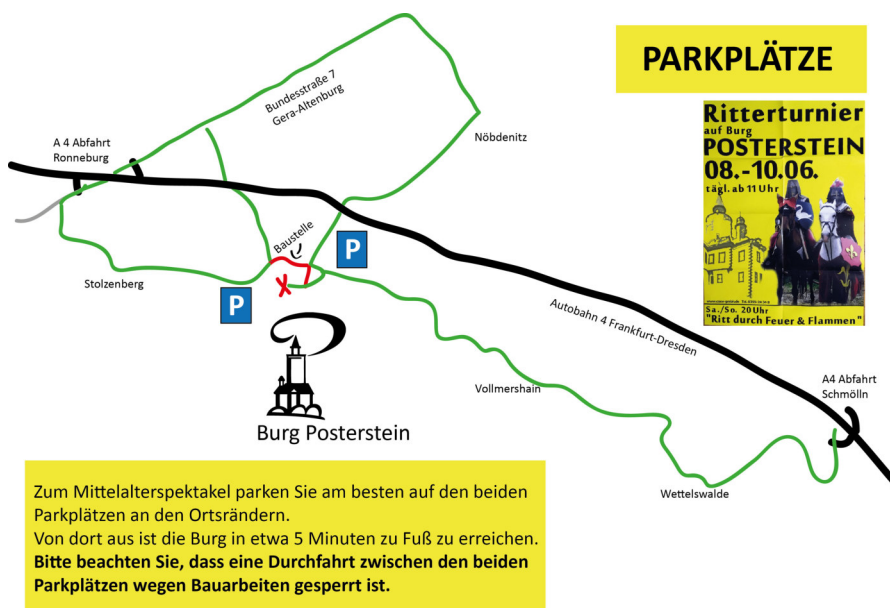 PARKPLÄTZE
Bundesstraße 7
Gera-Altenburg
A 4 Abfahrt
Ronneburg
Nöbdenitz
Ritterturnier
auf Burg
POSTERSTEIN
08.-10.06.
tägl. ab 11 Uhr
Sa./So. 20 Uhr
"Ritt durch Feuer & Flammen"
Baustelle
P
P
Stolzenberg
Autobahn 4 Frankfurt-Dresden
Vollmershain
A4 Abfahrt
Schmölln
Burg Posterstein
Wettelswalde
Zum Mittelalterspektakel parken Sie am besten auf den beiden
Parkplätzen an den Ortsrändern.
Von dort aus ist die Burg in etwa 5 Minuten zu Fuß zu erreichen.
Bitte beachten Sie, dass eine Durchfahrt zwischen den beiden
Parkplätzen wegen Bauarbeiten gesperrt ist.